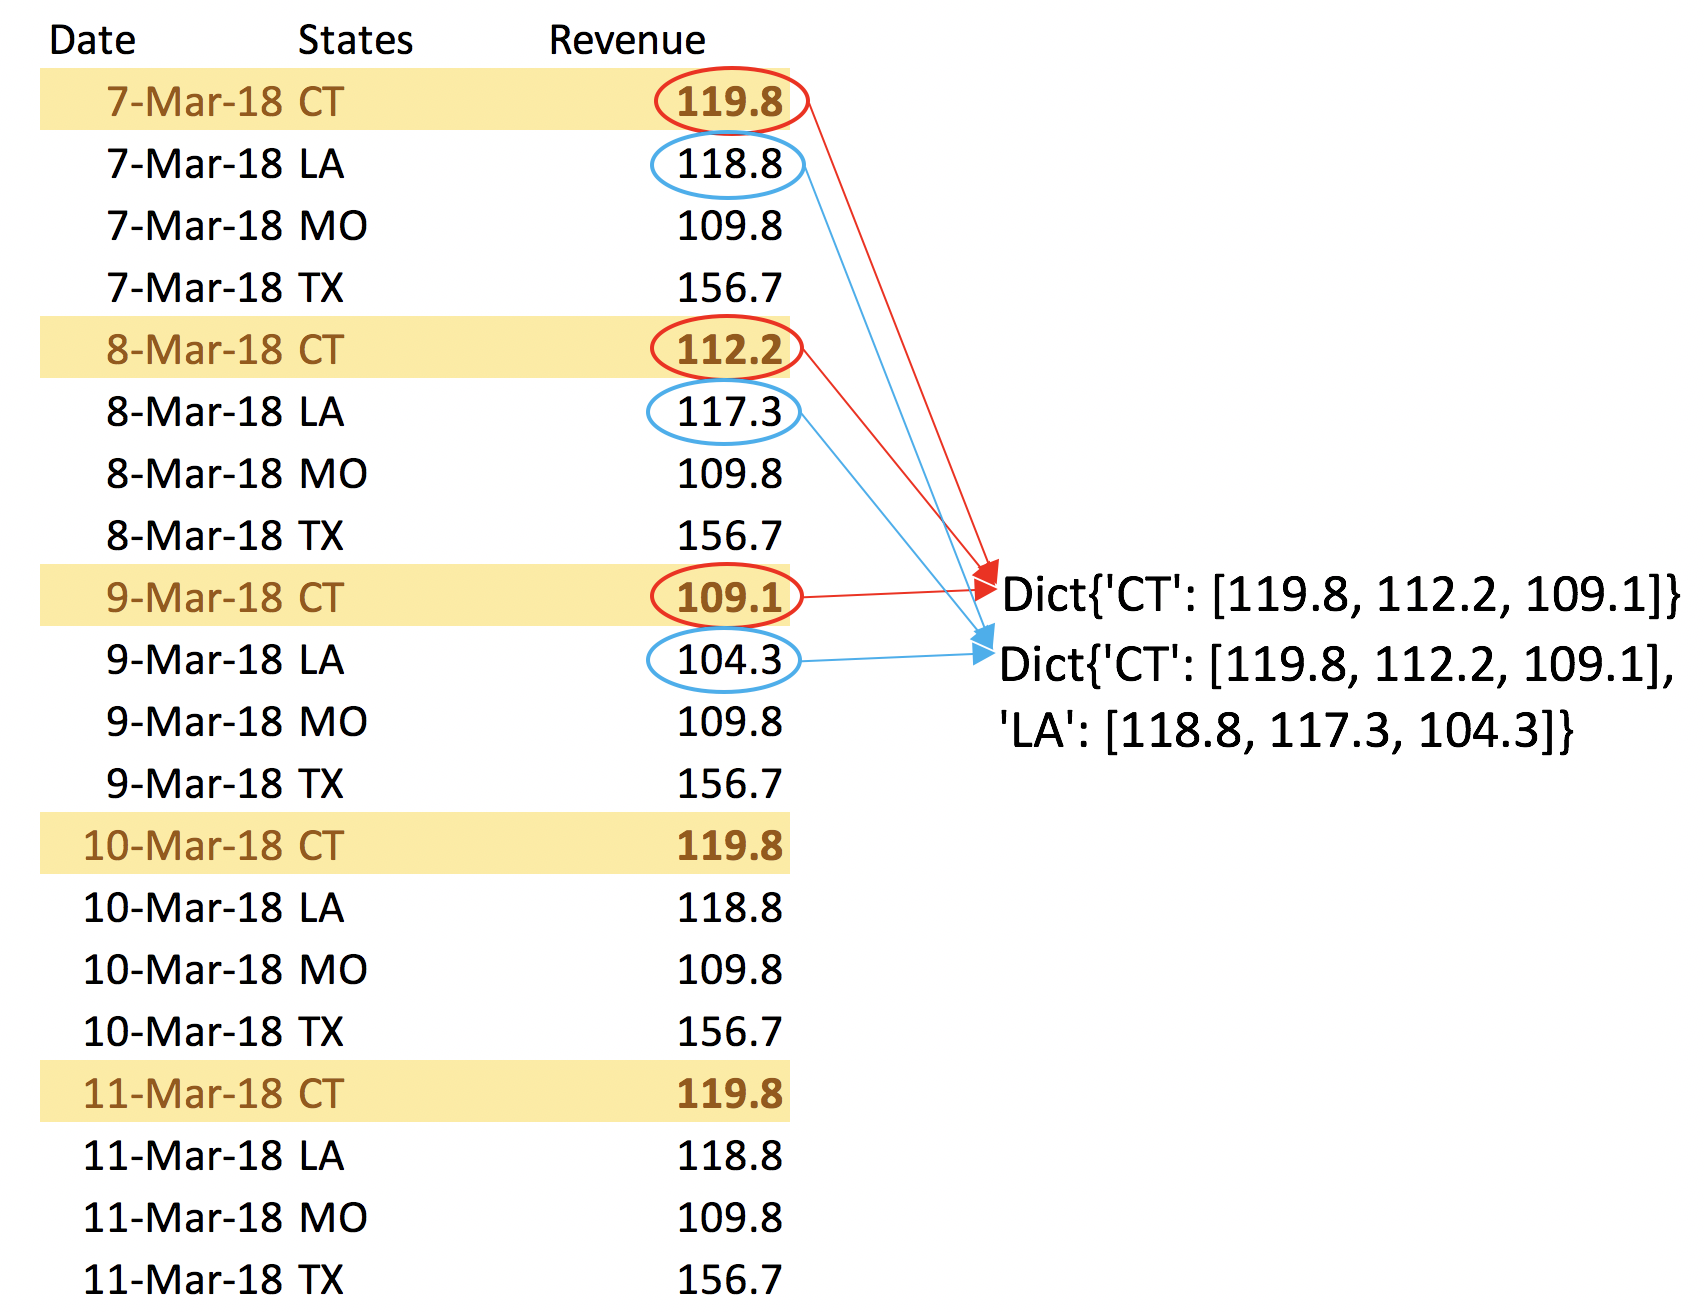 Date States Revenue
7-Mar-18 CT 119.8
7-Mar-18 LA 118.8
7-Mar-18 MO 109.8
7-Mar-18 TX 156.7
8-Mar-18 CT 112.2
8-Mar-18 LA 117.3
8-Mar-18 MO 109.8
8-Mar-18 TX 156.7
9-Mar-18 CT 109.1
9-Mar-18 LA 104.3
9-Mar-18 MO 109.8
9-Mar-18 TX 156.7
10-Mar-18 CT 119.8
10-Mar-18 LA 118.8
10-Mar-18 MO 109.8
10-Mar-18 TX 156.7
11-Mar-18 CT 119.8
11-Mar-18 LA 118.8
11-Mar-18 MO 109.8
11-Mar-18 TX 156.7
Dict{'CT': [119.8, 112.2, 109.1]}
Dict{'CT': [119.8, 112.2, 109.1],
'LA': [118.8, 117.3, 104.3]}